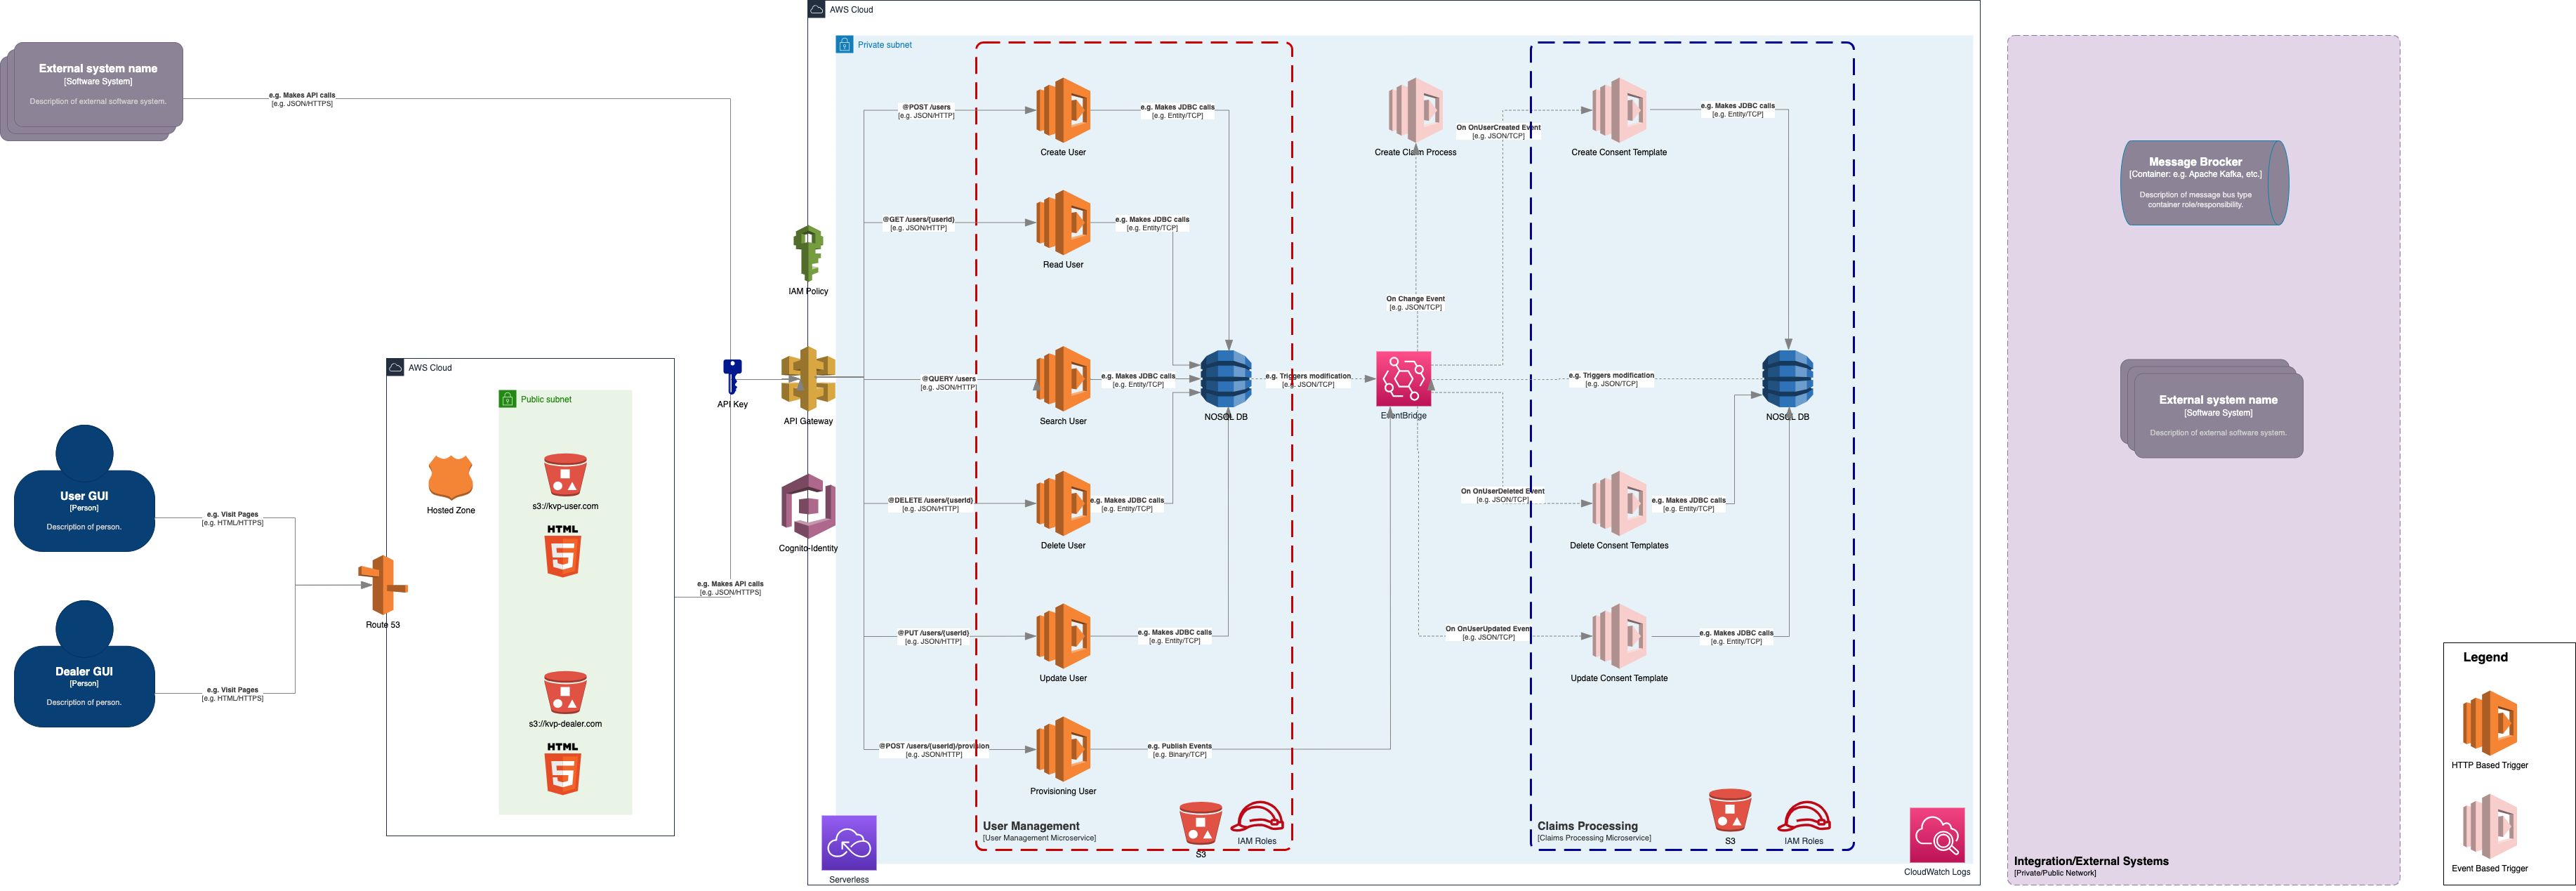 External system name
[Software System]
Description of external software system.
e.g. Makes API calls
[e.g. JSON/HTTPS]
User GUI
[Person]
Description of person.
e.g. Visit Pages
[e.g. HTML/HTTPS]
Dealer GUI
[Person]
Description of person.
e.g. Visit Pages
[e.g. HTML/HTTPS]
Route 53
AWS Cloud
Hosted Zone
Public subnet
s3://kvp-user.com
HTML
5
s3://kvp-dealer.com
HTML
5
e.g. Makes API calls
[e.g. JSON/HTTPS]
API Key
IAM Policy
API Gateway
Cognito-Identity
AWS Cloud
Private subnet
@POST /users
[e.g. JSON/HTTP]
Create User
e.g. Makes JDBC calls
[e.g. Entity/TCP]
@GET /users/{userId}
[e.g. JSON/HTTP]
Read User
e.g. Makes JDBC calls
[e.g. Entity/TCP]
@QUERY /users
[e.g. JSON/HTTP]
Search User
e.g. Makes JDBC calls
[e.g. Entity/TCP]
NOSQL DB
@DELETE /users/{userId}
[e.g. JSON/HTTP]
Delete User
e.g. Makes JDBC calls
[e.g. Entity/TCP]
@PUT /users/{userId}
[e.g. JSON/HTTP]
Update User
e.g. Makes JDBC calls
[e.g. Entity/TCP]
@POST /users/{userId}/provision
[e.g. JSON/HTTP]
Provisioning User
e.g. Publish Events
[e.g. Binary/TCP]
User Management
[User Management Microservice]
S3
IAM Roles
Serverless
e.g. Triggers modification
[e.g. JSON/TCP]
EventBridge
On Change Event
[e.g. JSON/TCP]
Create Claim Process
On OnUserCreated Event
[e.g. JSON/TCP]
Create Consent Template
e.g. Makes JDBC calls
[e.g. Entity/TCP]
e.g. Triggers modification
[e.g. JSON/TCP]
NOSQL DB
On OnUserDeleted Event
[e.g. JSON/TCP]
Delete Consent Templates
e.g. Makes JDBC calls
[e.g. Entity/TCP]
On OnUserUpdated Event
[e.g. JSON/TCP]
Update Consent Template
e.g. Makes JDBC calls
[e.g. Entity/TCP]
Claims Processing
[Claims Processing Microservice]
S3
IAM Roles
CloudWatch Logs
Message Brocker
[Container: e.g. Apache Kafka, etc.]
Description of message bus type
container role/responsibility.
External system name
[Software System]
Description of external software system.
Integration/External Systems
[Private/Public Network]
Legend
HTTP Based Trigger
Event Based Trigger